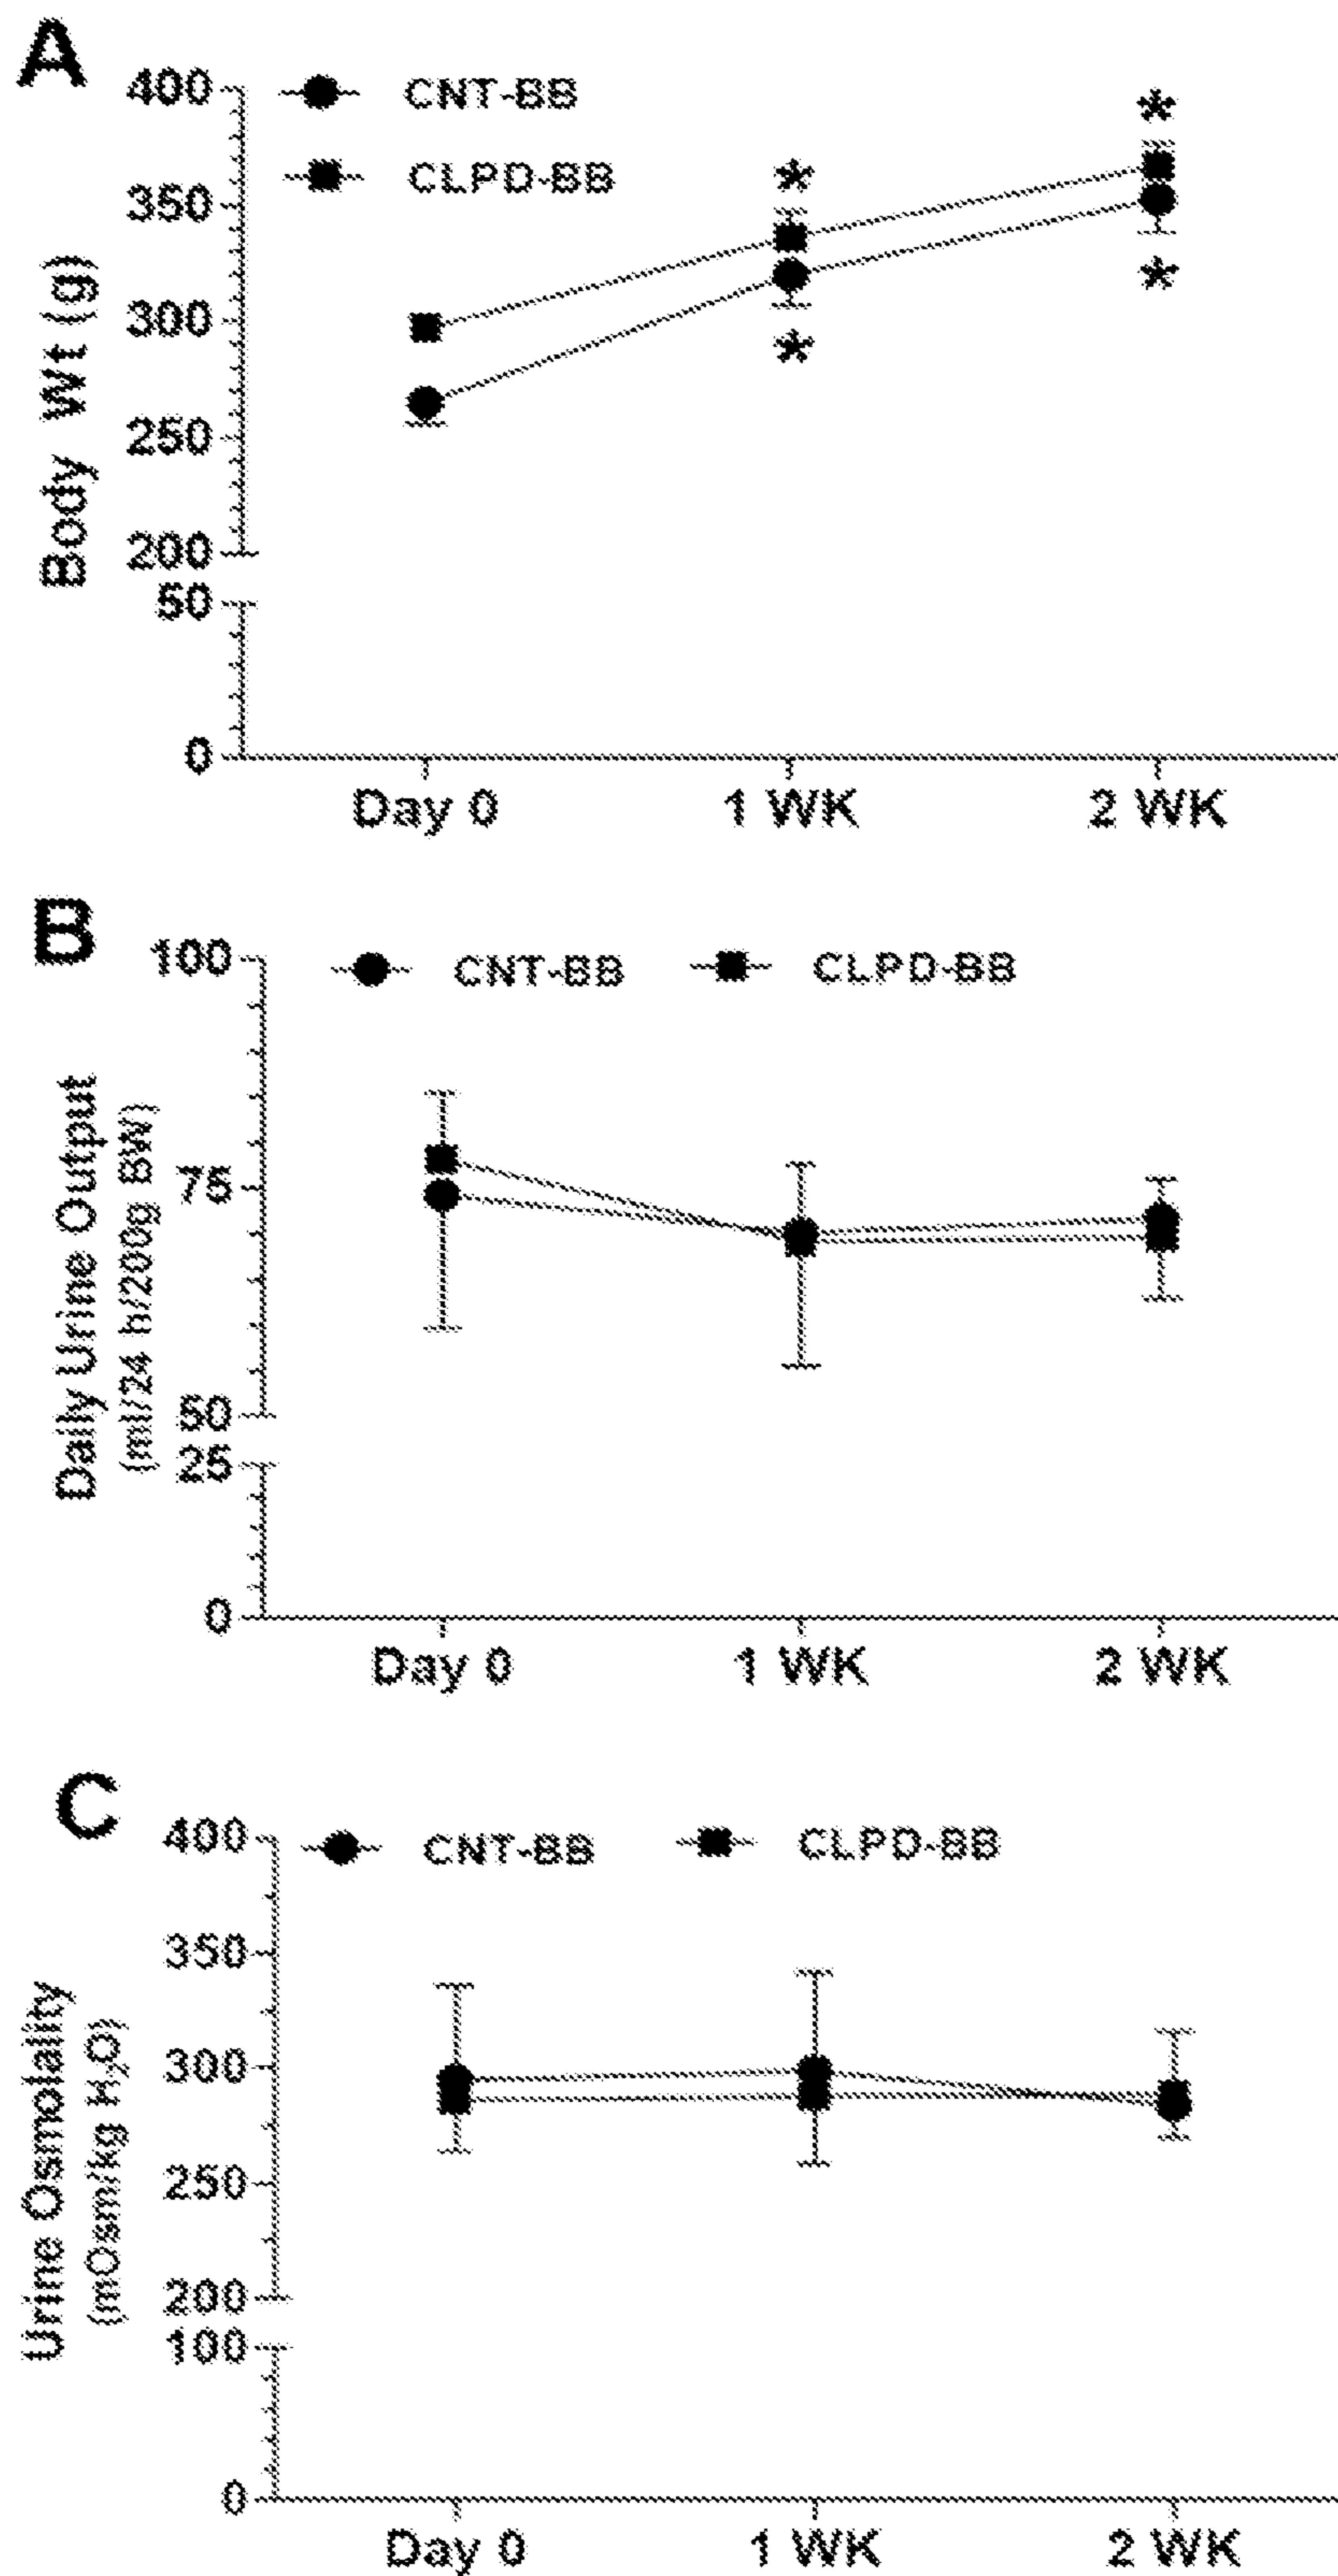 A
400
350
300
250
200
50
0
Body Wt (g)
CNT-BB
CLPD-BB
*
*
*
*
Day 0 1 WK 2 WK
B
100
75
50
25
0
Daily Urine Output
(ml/24 h/200g BW)
CNT-BB CLPD-BB
Day 0 1 WK 2 WK
C
400
350
300
250
200
100
0
Urine Osmolality
(mOsm/kg H₂O)
CNT-BB CLPD-BB
Day 0 1 WK 2 WK